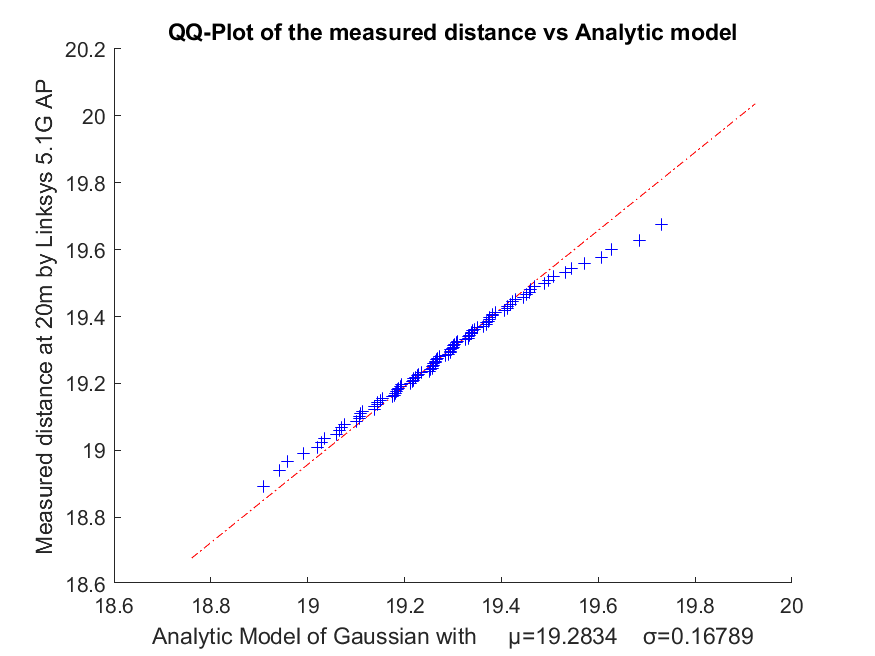 QQ-Plot of the measured distance vs Analytic model
Measured distance at 20m by Linksys 5.1G AP
20.2
20
19.8
19.6
19.4
19.2
19
18.8
18.6
18.6 18.8 19 19.2 19.4 19.6 19.8 20
Analytic Model of Gaussian with μ=19.2834 σ=0.16789